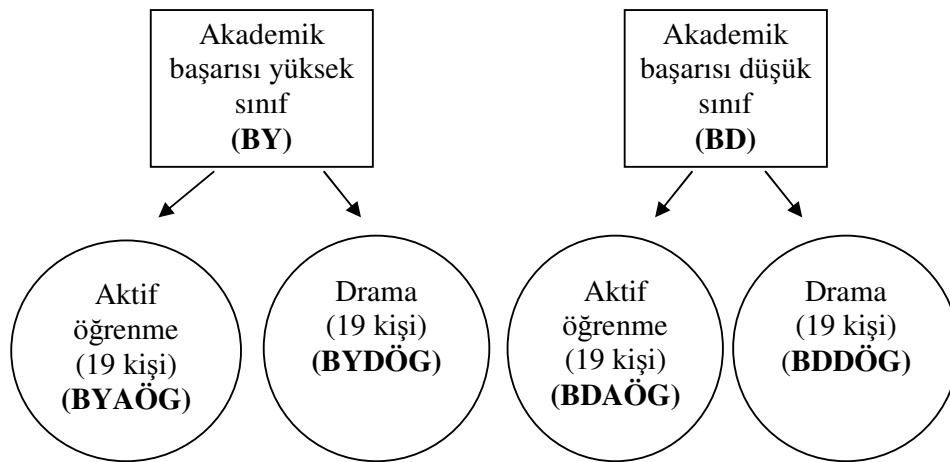 Akademik
başarısı yüksek
sınıf
(BY)
Akademik
başarısı düşük
sınıf
(BD)
Aktif
öğrenme
(19 kişi)
(BYAÖG)
Drama
(19 kişi)
(BYDÖG)
Aktif
öğrenme
(19 kişi)
(BDAÖG)
Drama
(19 kişi)
(BDDÖG)